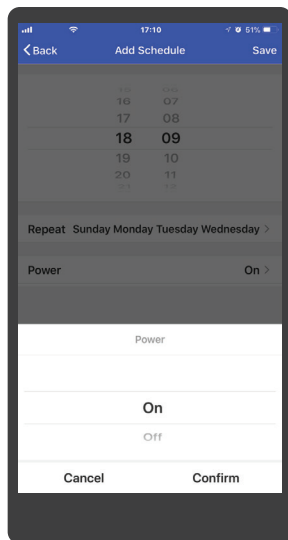 17:10 51%
Back Add Schedule Save
16 07
17 08
18 09
19 10
20 11
Repeat Sunday Monday Tuesday Wednesday
Power On
Power
On
Off
Cancel Confirm